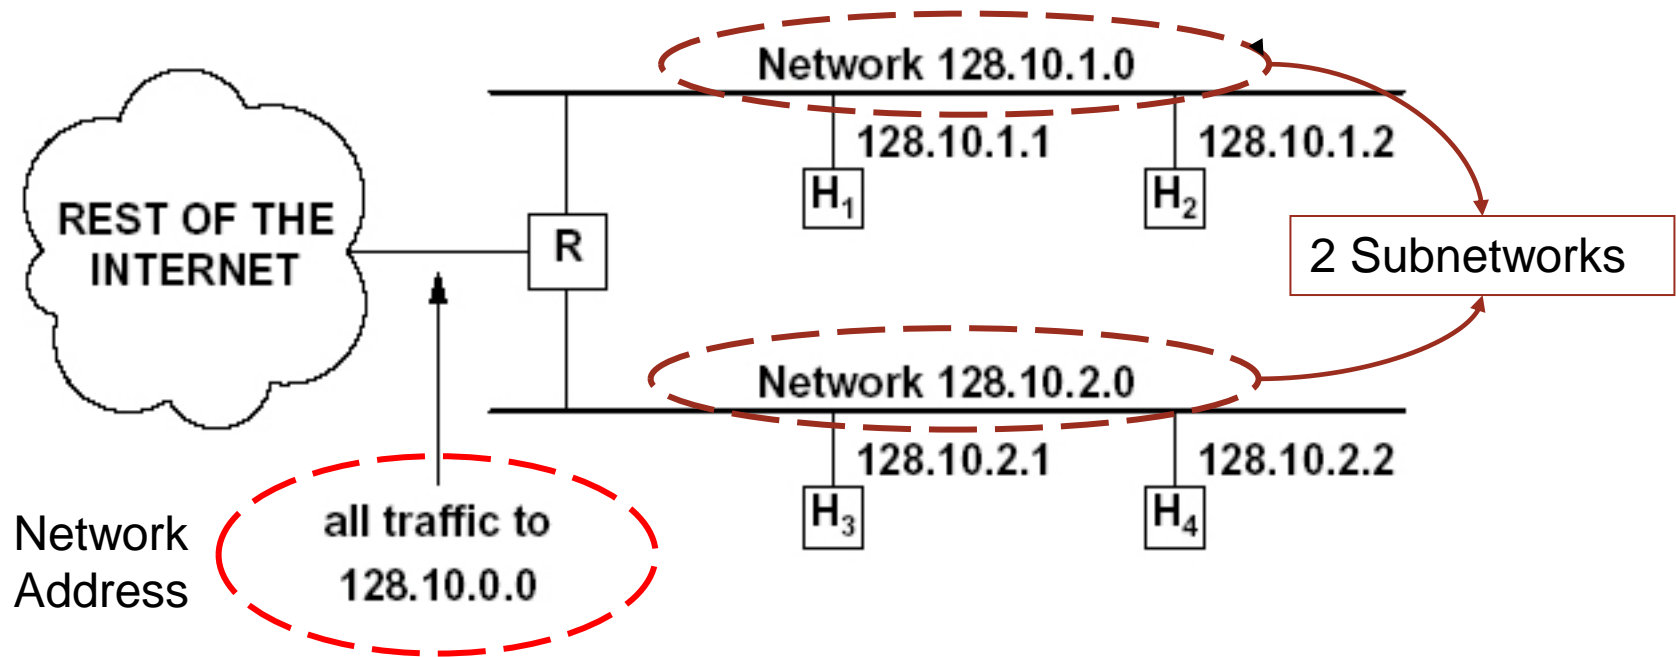 Network 128.10.1.0
128.10.1.1
128.10.1.2
H1
H2
REST OF THE
INTERNET
R
2 Subnetworks
Network 128.10.2.0
128.10.2.1
128.10.2.2
H3
H4
all traffic to
128.10.0.0
Network
Address